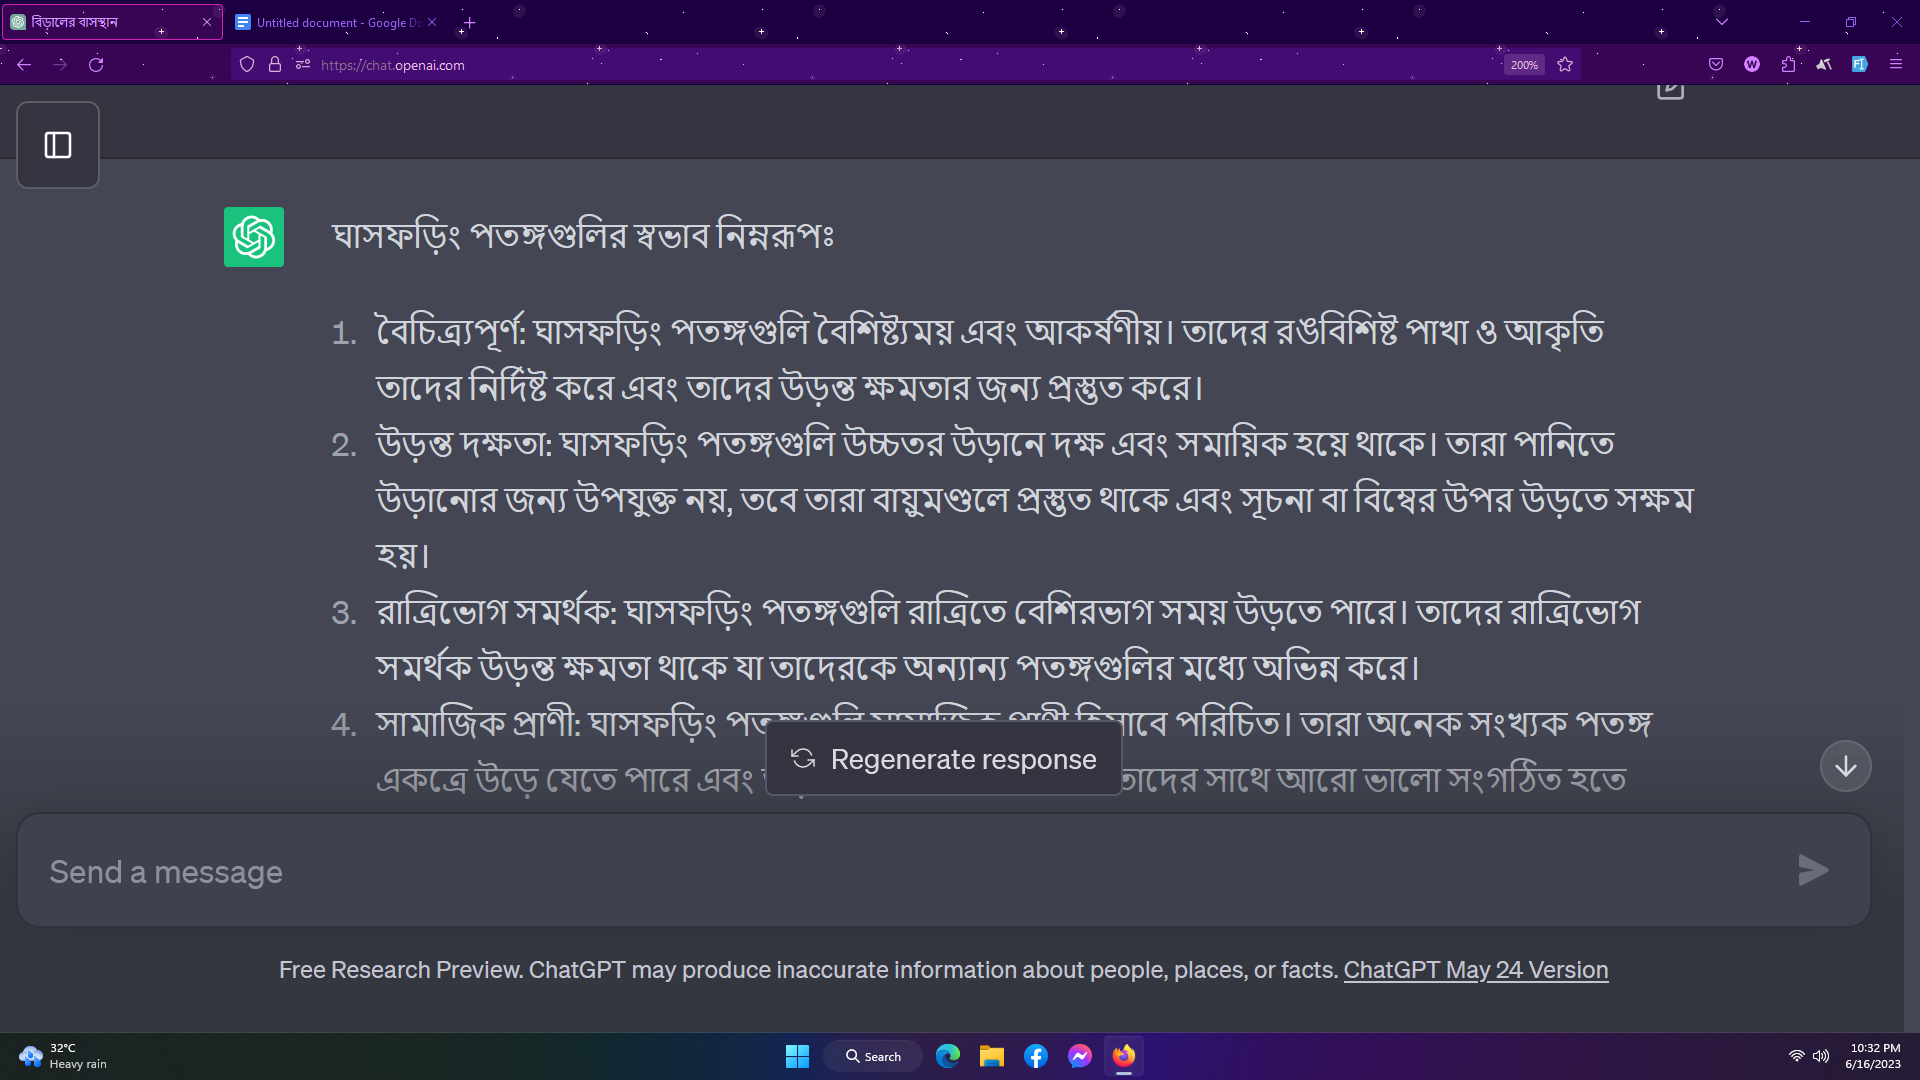 বিড়ালের বাসস্থান
Untitled document - Google Do
https://chat.openai.com
200%
ঘাসফড়িং পতঙ্গগুলির স্বভাব নিম্নরূপঃ
1. বৈচিত্র্যপূর্ণ: ঘাসফড়িং পতঙ্গগুলি বৈশিষ্ট্যময় এবং আকর্ষণীয়। তাদের রঙবিশিষ্ট পাখা ও আকৃতি
তাদের নির্দিষ্ট করে এবং তাদের উড়ন্ত ক্ষমতার জন্য প্রস্তুত করে।
2. উড়ন্ত দক্ষতা: ঘাসফড়িং পতঙ্গগুলি উচ্চতর উড়ানে দক্ষ এবং সমায়িক হয়ে থাকে। তারা পানিতে
উড়ানোর জন্য উপযুক্ত নয়, তবে তারা বায়ুমণ্ডলে প্রস্তুত থাকে এবং সূচনা বা বিম্বের উপর উড়তে সক্ষম
হয়।
3. রাত্রিভোগ সমর্থক: ঘাসফড়িং পতঙ্গগুলি রাত্রিতে বেশিরভাগ সময় উড়তে পারে। তাদের রাত্রিভোগ
সমর্থক উড়ন্ত ক্ষমতা থাকে যা তাদেরকে অন্যান্য পতঙ্গগুলির মধ্যে অভিন্ন করে।
4. সামাজিক প্রাণী: ঘাসফড়িং পতঙ্গগুলি সামাজিক প্রাণী হিসাবে পরিচিত। তারা অনেক সংখ্যক পতঙ্গ
একত্রে উড়ে যেতে পারে এবং তাদের সাথে আরো ভালো সংগঠিত হতে
Regenerate response
Send a message
Free Research Preview. ChatGPT may produce inaccurate information about people, places, or facts. ChatGPT May 24 Version
32°C
Heavy rain
Search
10:32 PM
6/16/2023